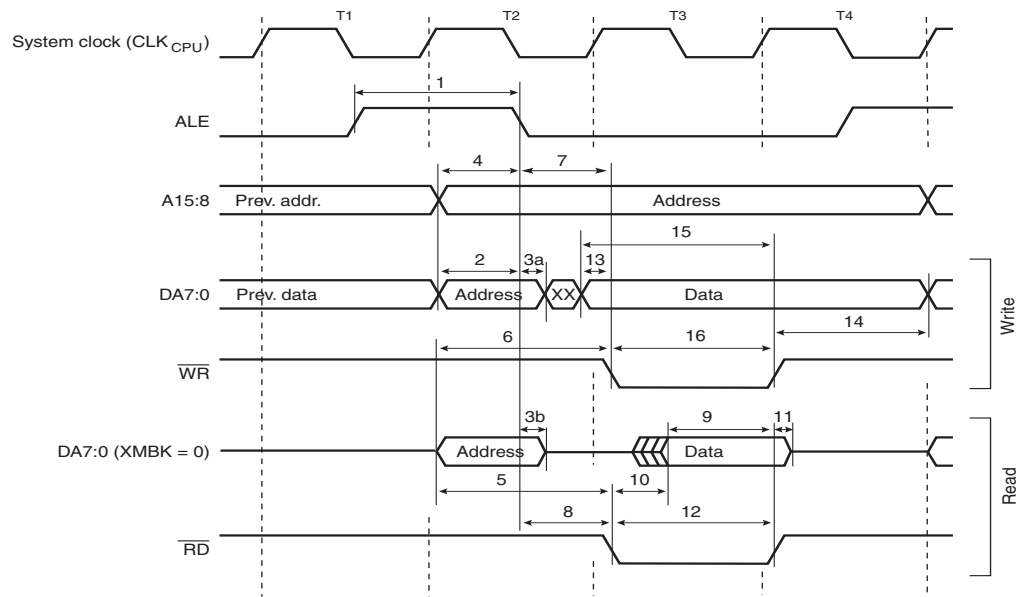 T1 T2 T3 T4
System clock (CLKCPU)
1
ALE
4 7
A15:8 Prev. addr. Address
15
2 3a 13
DA7:0 Prev. data Address XX Data
14
6 16
WR
Write
3b 9 11
DA7:0 (XMBK = 0) Address Data
5 10
8 12
RD
Read